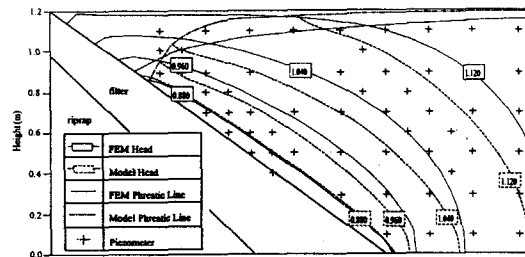 1.2
1.0
0.8
0.6
0.4
0.2
0.0
Height (m)
filter
riprap
FEM Head
Model Head
FEM Phreatic Line
Model Phreatic Line
Piezometer
0.960
0.880
1.040
1.120
1.120
0.880
0.960
1.040